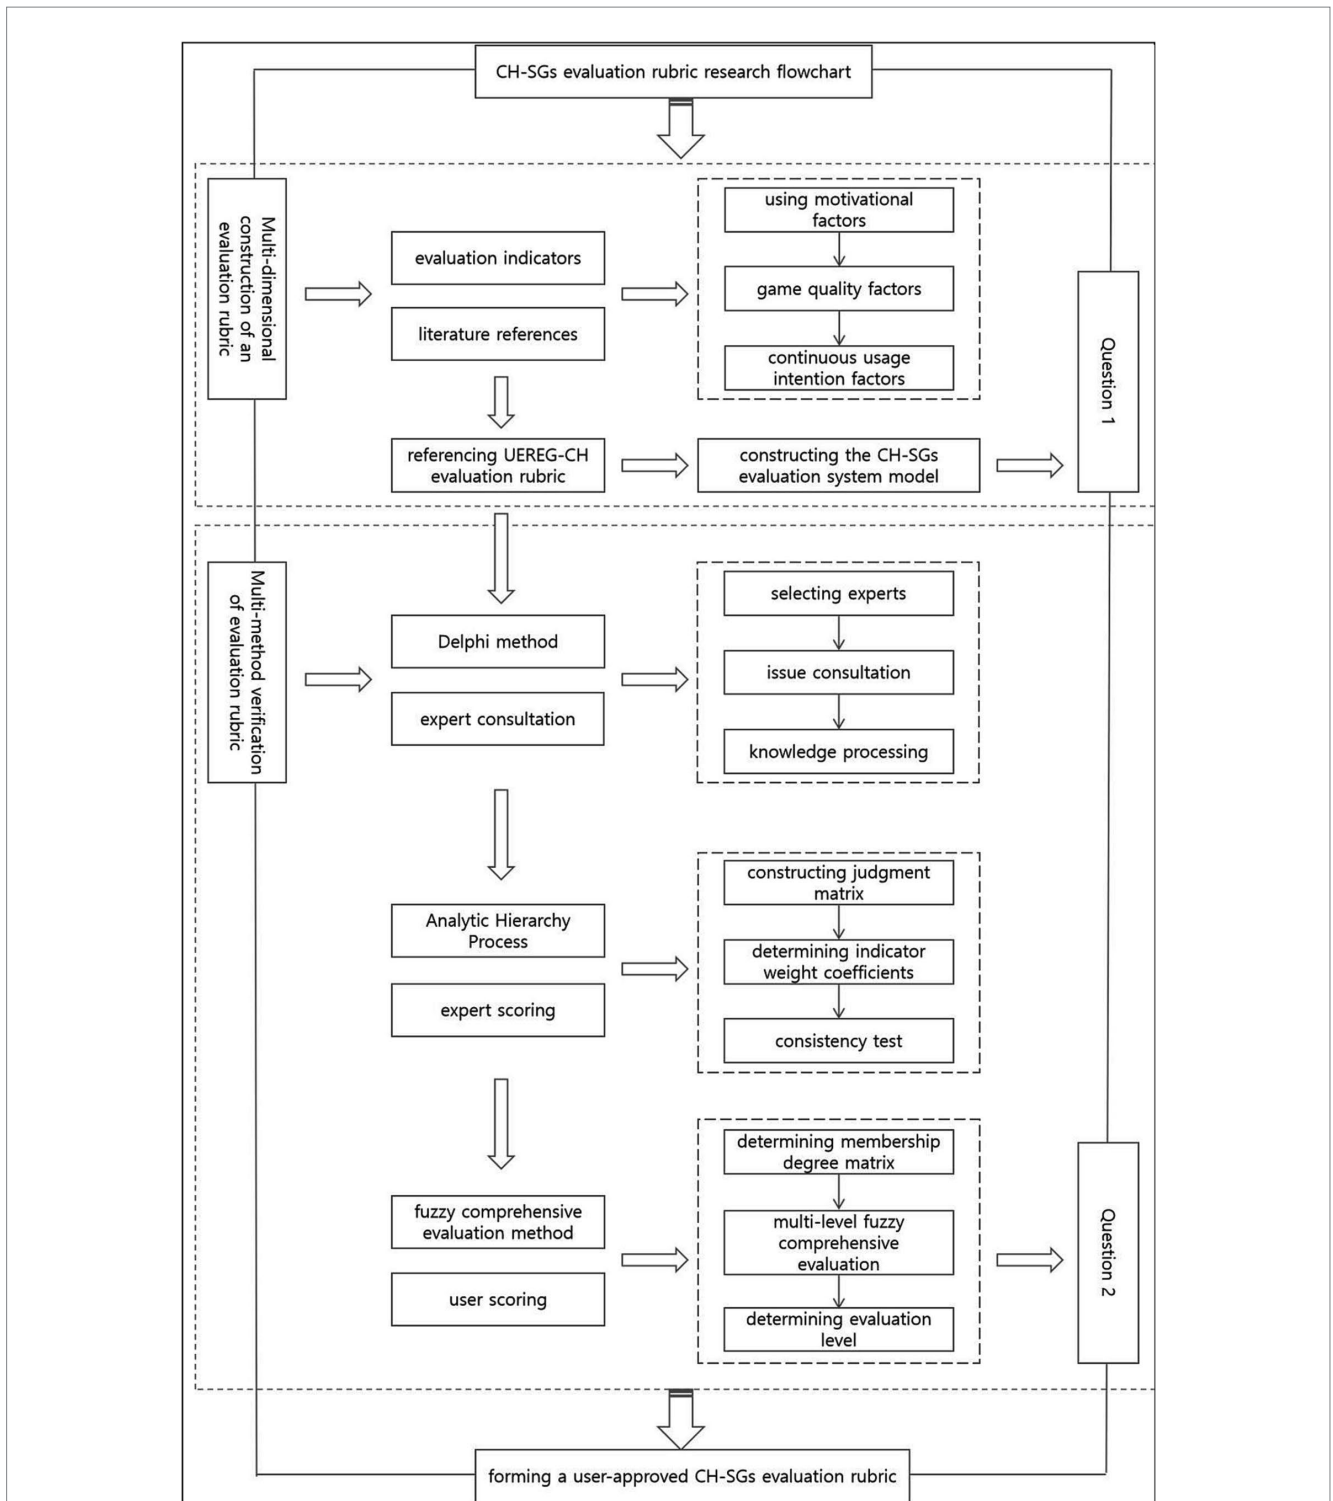 CH-SGs evaluation rubric research flowchart
Multi-dimensional
construction of an
evaluation rubric
evaluation indicators
literature references
using motivational
factors
game quality factors
continuous usage
intention factors
Question 1
referencing UEREG-CH
evaluation rubric
constructing the CH-SGs
evaluation system model
Multi-method verification
of evaluation rubric
Delphi method
expert consultation
selecting experts
issue consultation
knowledge processing
Analytic Hierarchy
Process
expert scoring
constructing judgment
matrix
determining indicator
weight coefficients
consistency test
fuzzy comprehensive
evaluation method
user scoring
determining membership
degree matrix
multi-level fuzzy
comprehensive
evaluation
determining evaluation
level
Question 2
forming a user-approved CH-SGs evaluation rubric